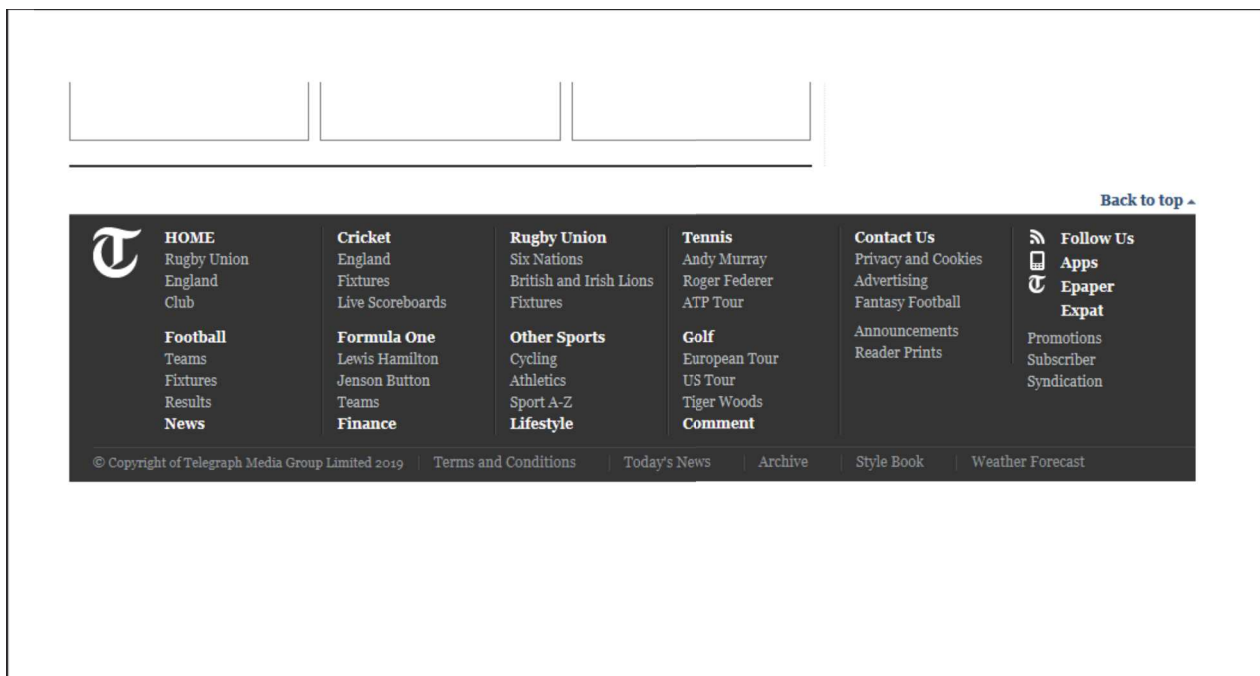 Back to top
HOME
Rugby Union
England
Club
Football
Teams
Fixtures
Results
News
Cricket
England
Fixtures
Live Scoreboards
Formula One
Lewis Hamilton
Jenson Button
Teams
Finance
Rugby Union
Six Nations
British and Irish Lions
Fixtures
Other Sports
Cycling
Athletics
Sport A-Z
Lifestyle
Tennis
Andy Murray
Roger Federer
ATP Tour
Golf
European Tour
US Tour
Tiger Woods
Comment
Contact Us
Privacy and Cookies
Advertising
Fantasy Football
Announcements
Reader Prints
Follow Us
Apps
Epaper
Expat
Promotions
Subscriber
Syndication
© Copyright of Telegraph Media Group Limited 2019 | Terms and Conditions | Today's News | Archive | Style Book | Weather Forecast